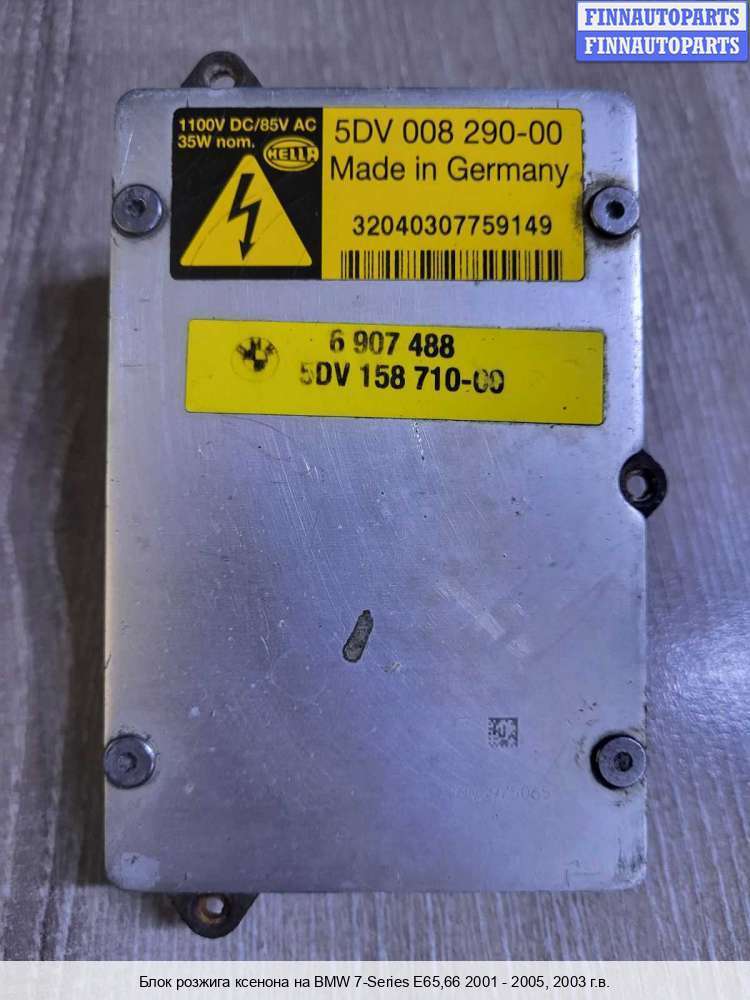 FINNAUTOPARTS
FINNAUTOPARTS
1100V DC/85V AC
35W nom.
HELLA
5DV 008 290-00
Made in Germany
32040307759149
BMW
6 907 488
5DV 158 710-00
Блок розжига ксенона на BMW 7-Series E65,66 2001 - 2005, 2003 г.в.